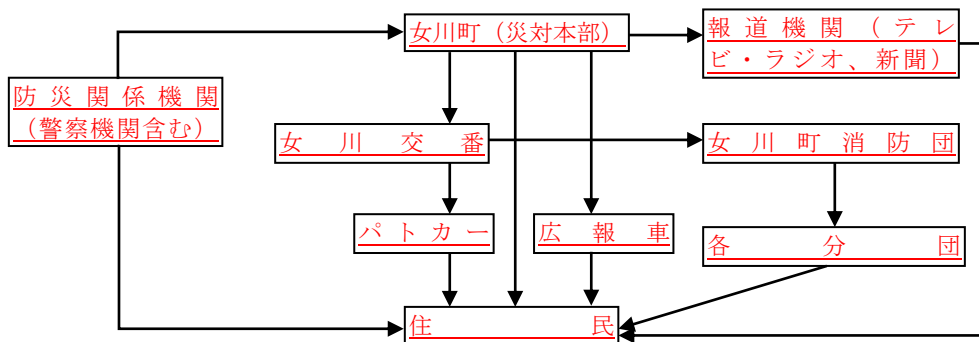 女川町（災対本部）
報道機関（テレ
ビ・ラジオ、新聞）
防災関係機関
（警察機関含む）
女川交番
女川町消防団
パトカー
広報車
各分団
住民